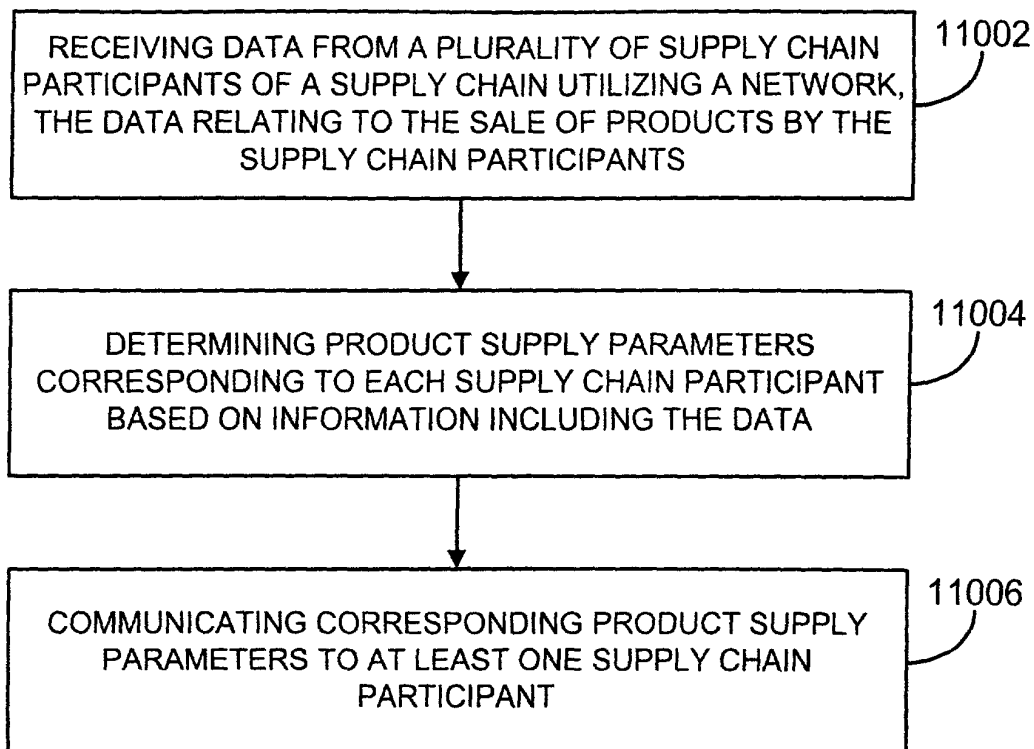 RECEIVING DATA FROM A PLURALITY OF SUPPLY CHAIN
PARTICIPANTS OF A SUPPLY CHAIN UTILIZING A NETWORK,
THE DATA RELATING TO THE SALE OF PRODUCTS BY THE
SUPPLY CHAIN PARTICIPANTS
11002
DETERMINING PRODUCT SUPPLY PARAMETERS
CORRESPONDING TO EACH SUPPLY CHAIN PARTICIPANT
BASED ON INFORMATION INCLUDING THE DATA
11004
COMMUNICATING CORRESPONDING PRODUCT SUPPLY
PARAMETERS TO AT LEAST ONE SUPPLY CHAIN
PARTICIPANT
11006